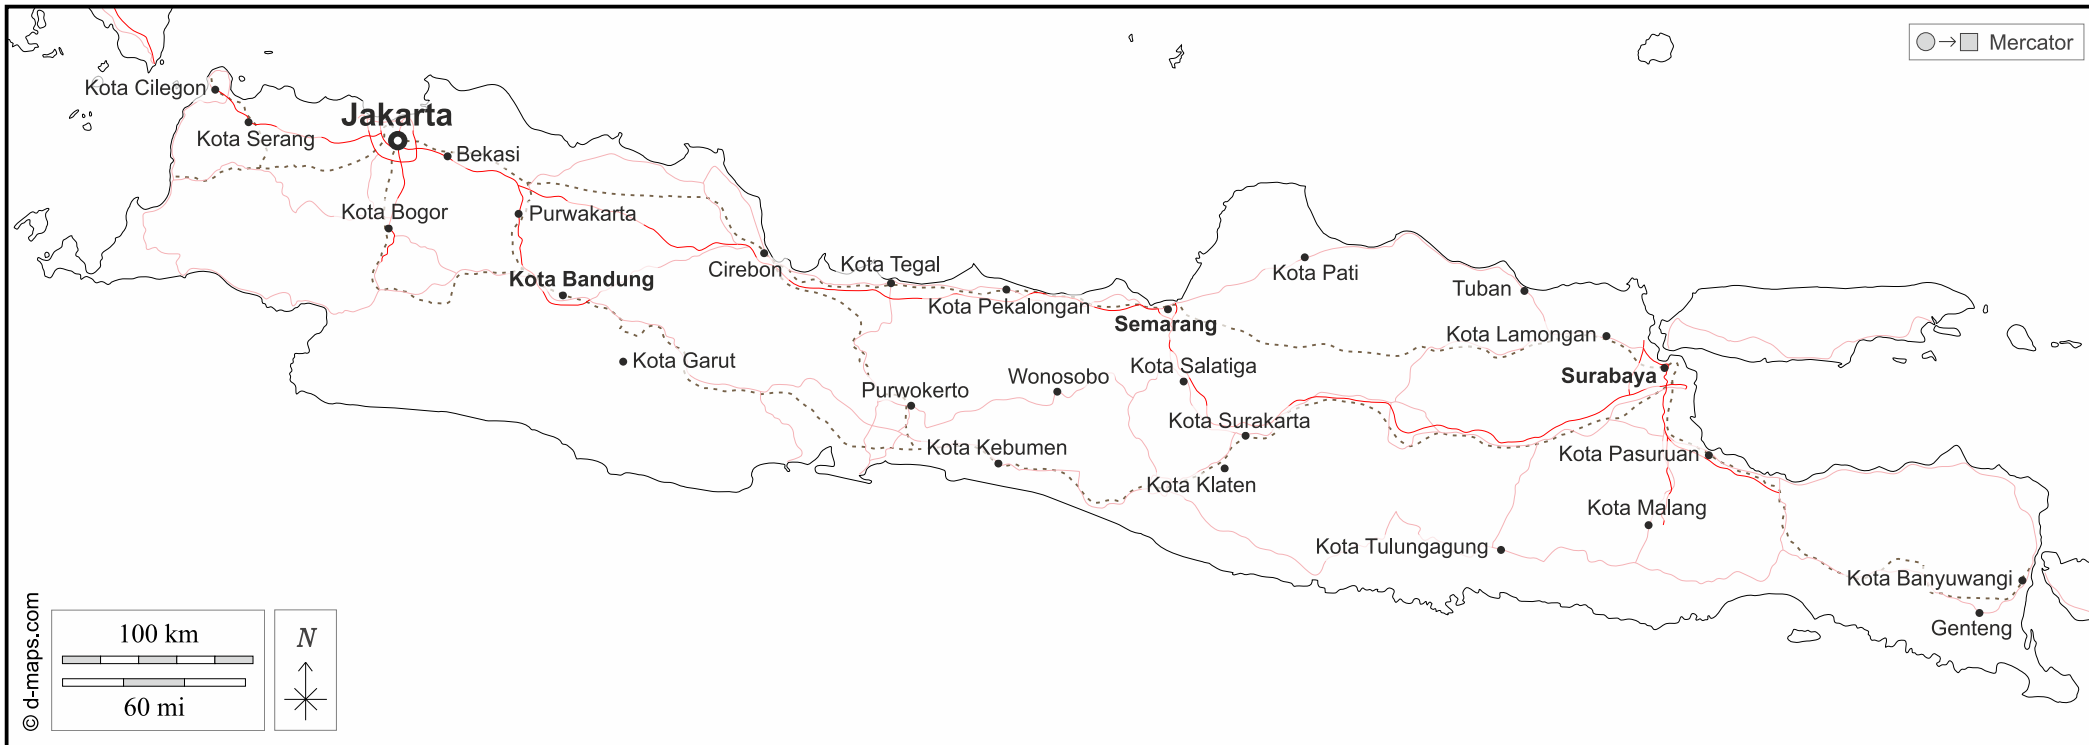 Mercator
Kota Cilegon
Jakarta
Kota Serang
Bekasi
Kota Bogor
Purwakarta
Kota Bandung
Cirebon
Kota Tegal
Kota Pati
Tuban
Kota Pekalongan
Semarang
Kota Lamongan
Kota Garut
Kota Salatiga
Surabaya
Wonosobo
Purwokerto
Kota Surakarta
Kota Kebumen
Kota Pasuruan
Kota Klaten
Kota Malang
Kota Tulungagung
Kota Banyuwangi
Genteng
100 km
60 mi
N
© d-maps.com